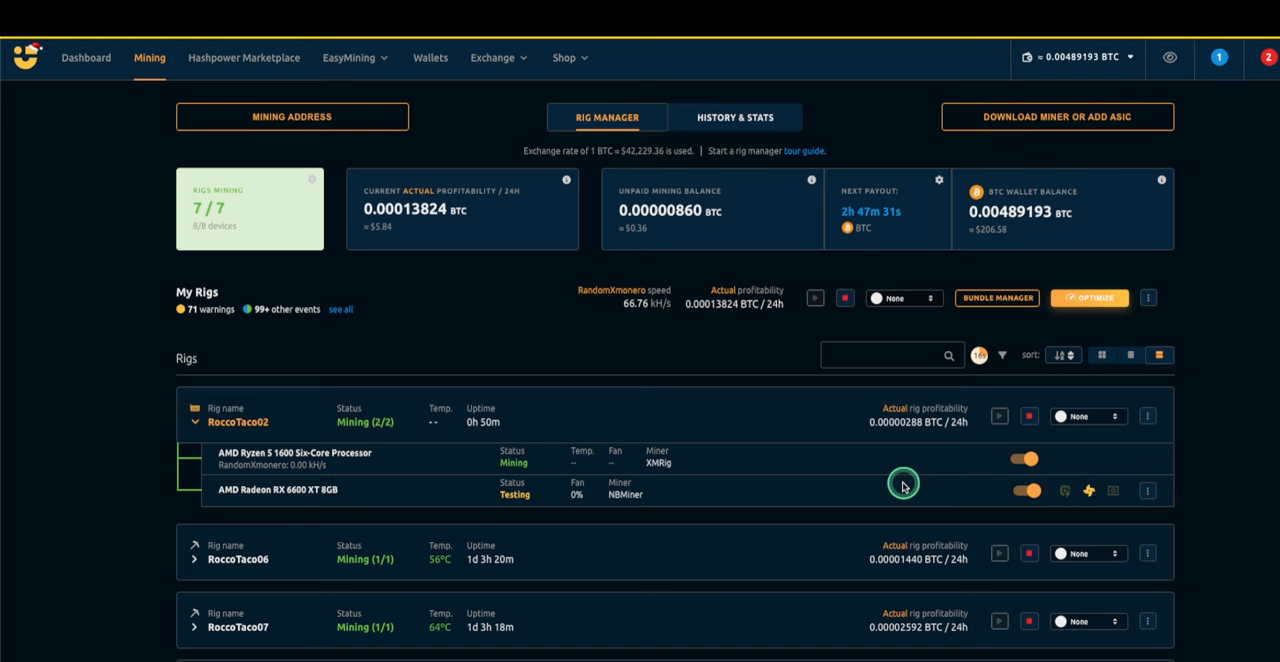 Dashboard Mining Hashpower Marketplace EasyMining Wallets Exchange Shop ≈ 0.00489193 BTC 1 2
MINING ADDRESS RIG MANAGER HISTORY & STATS DOWNLOAD MINER OR ADD ASIC
Exchange rate of 1 BTC ≈ $42,229.36 is used. | Start a rig manager tour guide.
RIGS MINING
7 / 7
8/8 devices
CURRENT ACTUAL PROFITABILITY / 24H
0.00013824 BTC
≈ $5.84
UNPAID MINING BALANCE
0.00000860 BTC
≈ $0.36
NEXT PAYOUT:
2h 47m 31s
BTC
BTC WALLET BALANCE
0.00489193 BTC
≈ $206.58
My Rigs
71 warnings 99+ other events see all
RandomXmonero speed
66.76 kH/s
Actual profitability
0.00013824 BTC / 24h
None BUNDLE MANAGER OPTIMIZE
Rigs
16s sort:
Rig name Status Temp. Uptime Actual rig profitability
RoccoTaco02 Mining (2/2) -- 0h 50m 0.00000288 BTC / 24h None
AMD Ryzen 5 1600 Six-Core Processor Status Temp. Fan Miner
RandomXmonero: 0.00 kH/s Mining -- -- XMRig
AMD Radeon RX 6600 XT 8GB Status Fan Miner
Testing 0% NBMiner
Rig name Status Temp. Uptime Actual rig profitability
RoccoTaco06 Mining (1/1) 56°C 1d 3h 20m 0.00001440 BTC / 24h None
Rig name Status Temp. Uptime Actual rig profitability
RoccoTaco07 Mining (1/1) 64°C 1d 3h 18m 0.00002592 BTC / 24h None